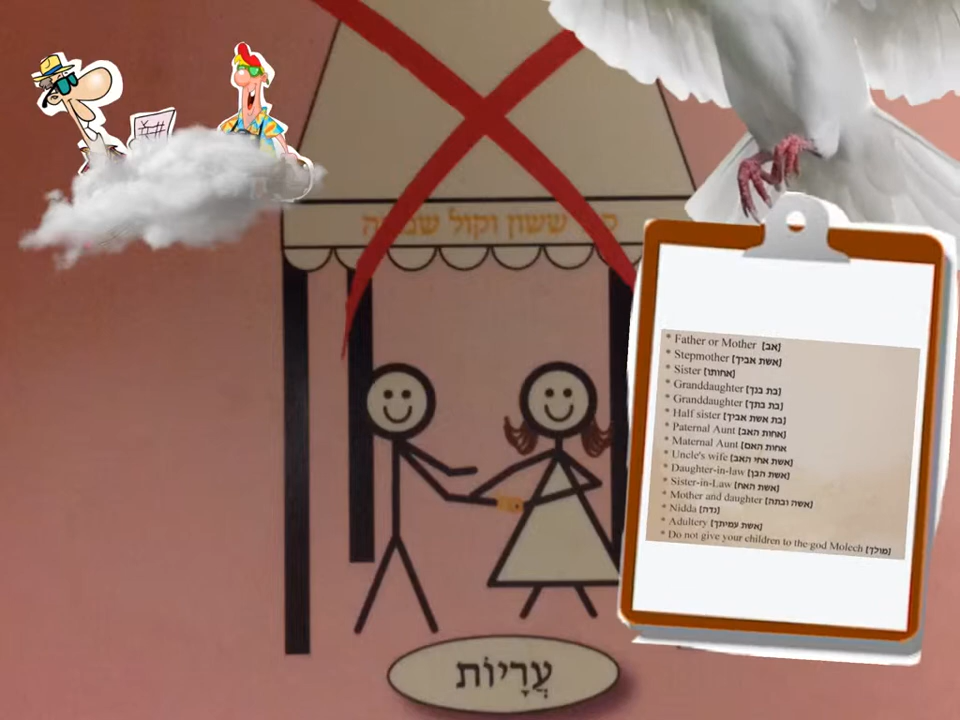 קול ששון וקול שמחה
* Father or Mother [אב]
* Stepmother [אשת אביך]
* Sister [אחותו]
* Granddaughter [בת בנך]
* Granddaughter [בת בתך]
* Half sister [בת אשת אביך]
* Paternal Aunt [אחות האב]
* Maternal Aunt [אחות האם
* Uncle's wife [אשת אחי האב]
* Daughter-in-law [אשת הבן]
* Sister-in-Law [אשת האח]
* Mother and daughter [אשה ובתה]
* Nidda [נדה]
* Adultery [אשת עמיתך]
* Do not give your children to the god Molech [מולך]
עֲרָיוֹת